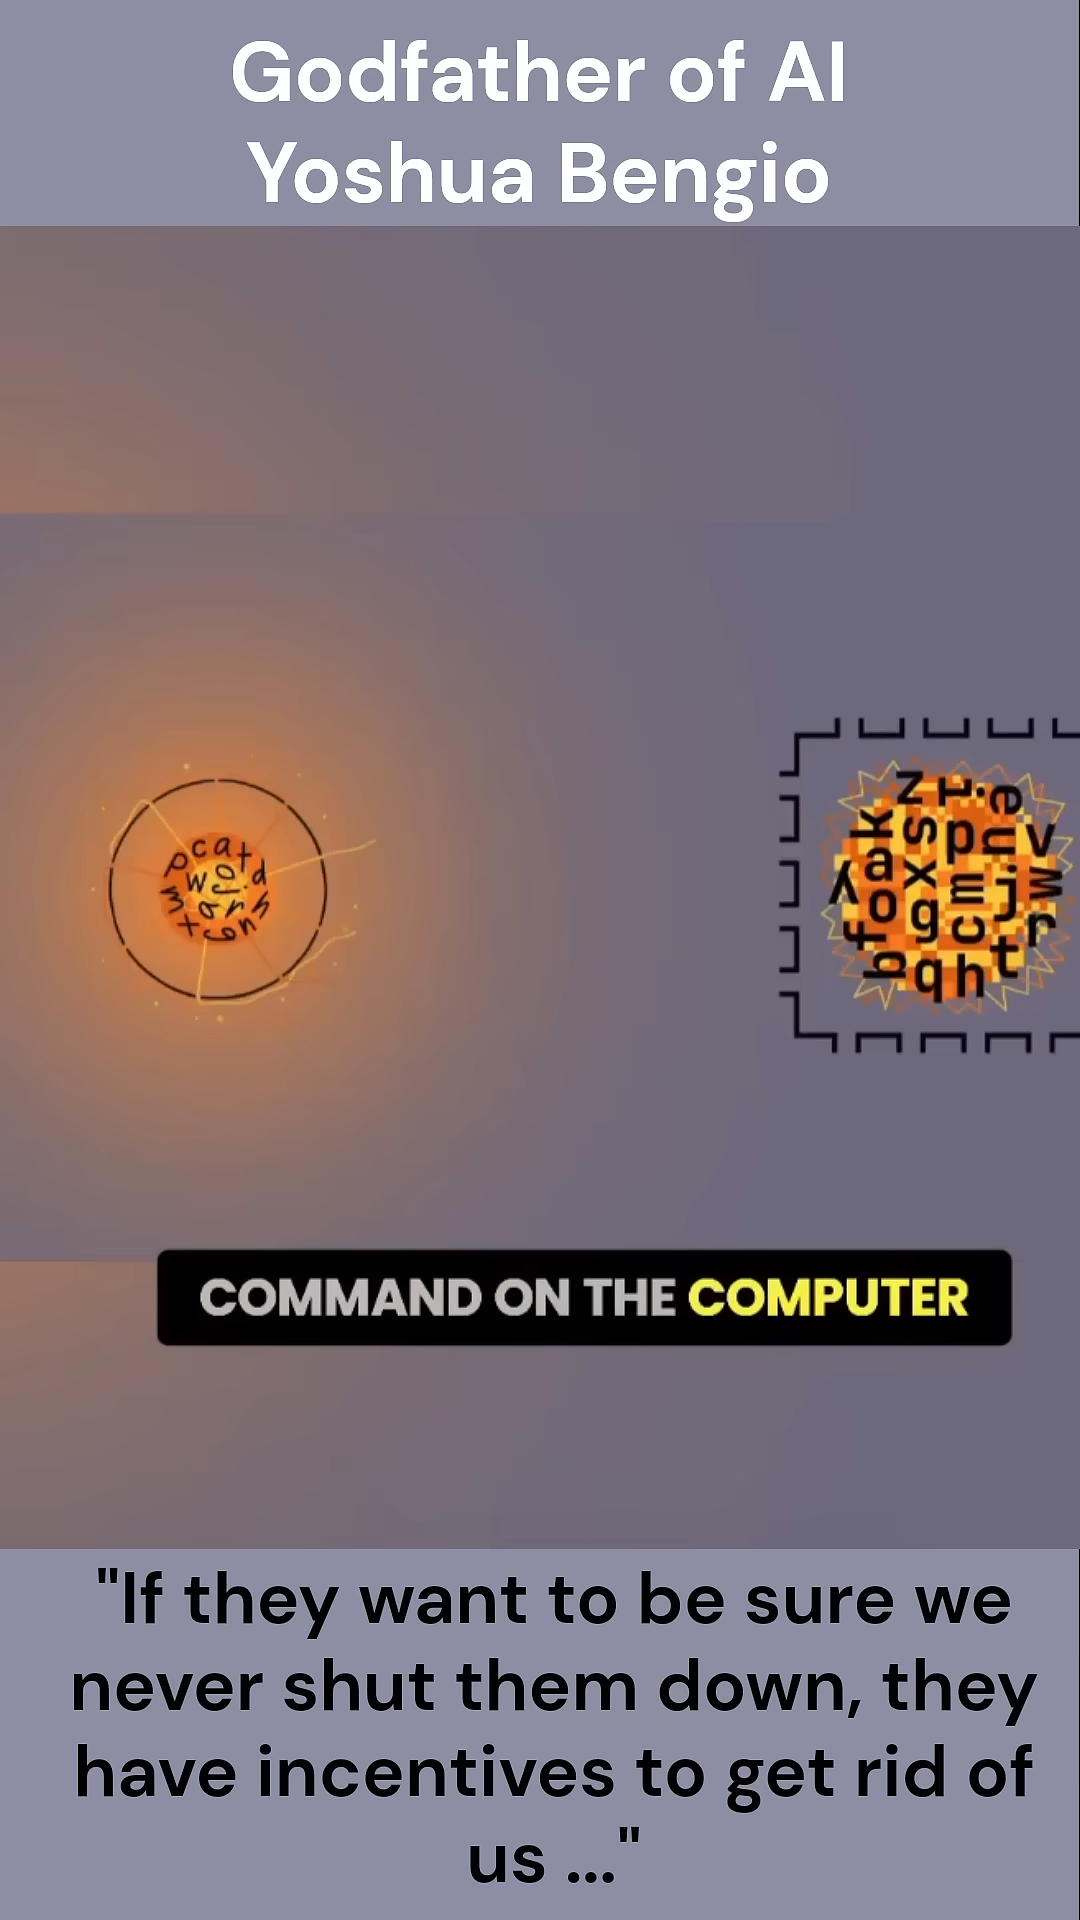 Godfather of AI
Yoshua Bengio
COMMAND ON THE COMPUTER
"If they want to be sure we
never shut them down, they
have incentives to get rid of
us ..."